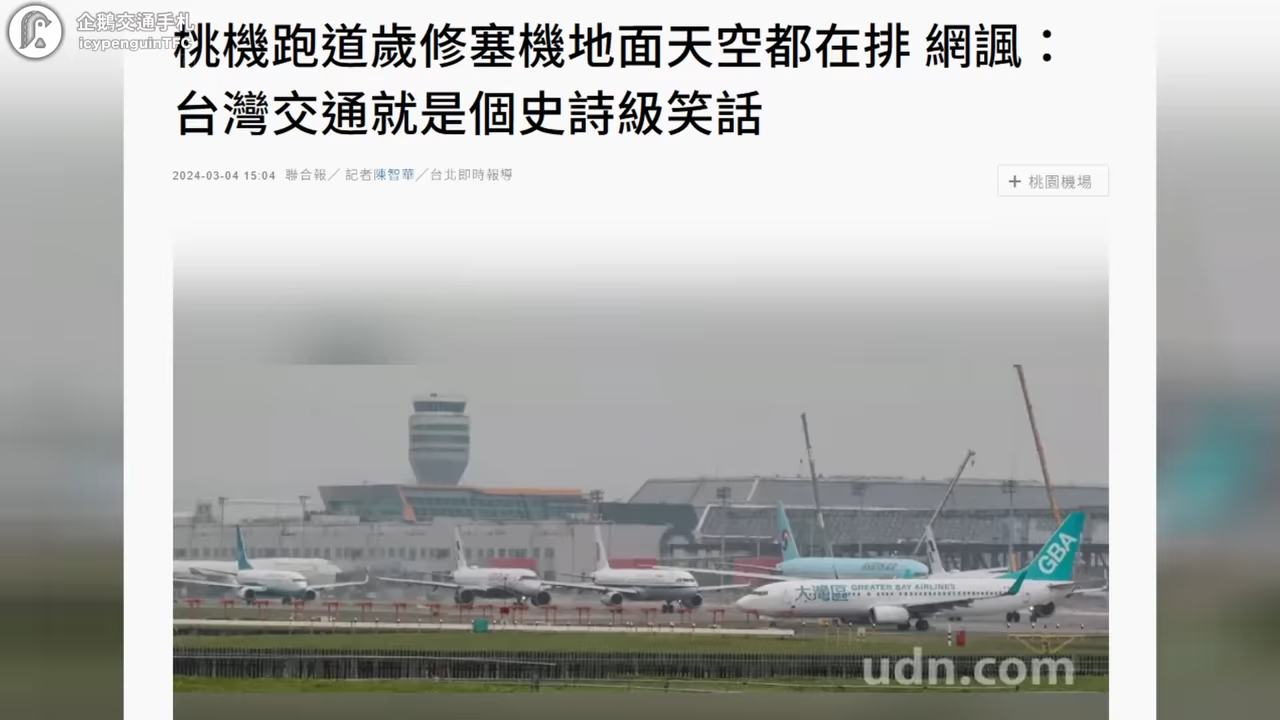 企鵝交通手札
icypenguinTFC
桃機跑道歲修塞機地面天空都在排 網諷：
台灣交通就是個史詩級笑話
2024-03-04 15:04 聯合報／ 記者陳智華／台北即時報導
+ 桃園機場
GBA
大灣區 GREATER BAY AIRLINES
udn.com